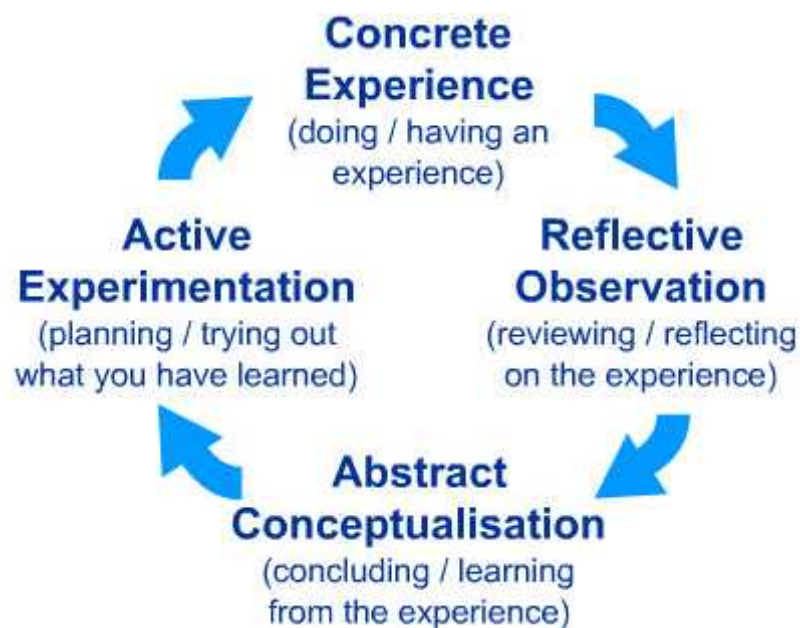 Concrete
Experience
(doing / having an
experience)
Reflective
Observation
(reviewing / reflecting
on the experience)
Abstract
Conceptualisation
(concluding / learning
from the experience)
Active
Experimentation
(planning / trying out
what you have learned)